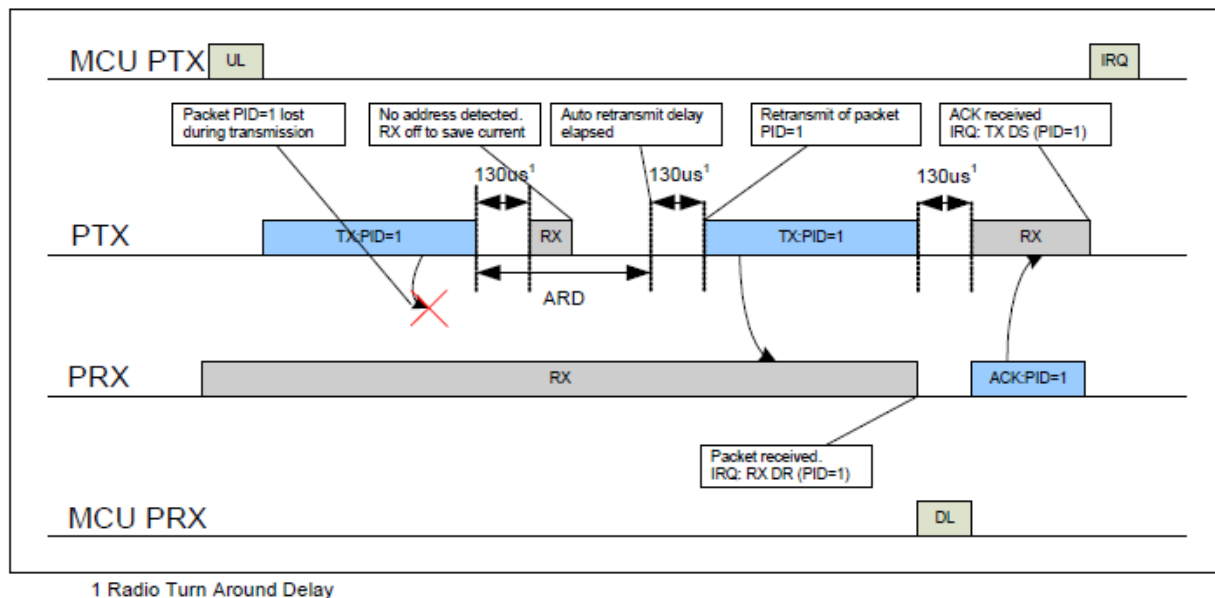 MCU PTX
UL
IRQ
Packet PID=1 lost
during transmission
No address detected.
RX off to save current
Auto retransmit delay
elapsed
Retransmit of packet
PID=1
ACK received
IRQ: TX DS (PID=1)
130us¹
130us¹
130us¹
PTX
TX:PID=1
RX
TX:PID=1
RX
ARD
PRX
RX
ACK:PID=1
Packet received.
IRQ: RX DR (PID=1)
MCU PRX
DL
1 Radio Turn Around Delay